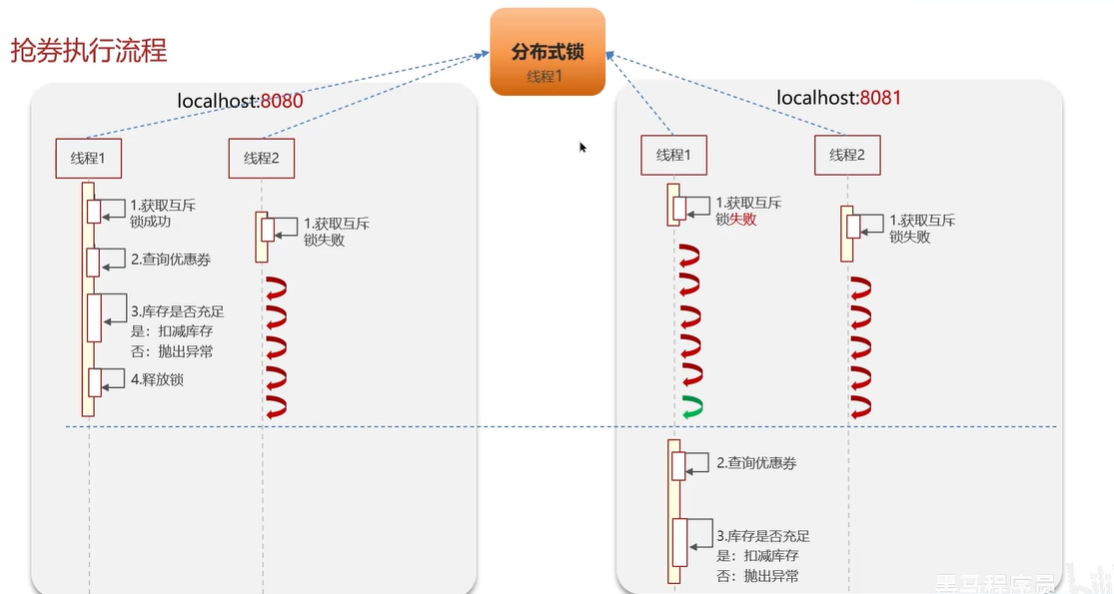 抢券执行流程
分布式锁
线程1
localhost:8080
localhost:8081
线程1
线程2
线程1
线程2
1.获取互斥
锁成功
1.获取互斥
锁失败
1.获取互斥
锁失败
1.获取互斥
锁失败
2.查询优惠券
3.库存是否充足
是：扣减库存
否：抛出异常
4.释放锁
2.查询优惠券
3.库存是否充足
是：扣减库存
否：抛出异常
黑马程序员